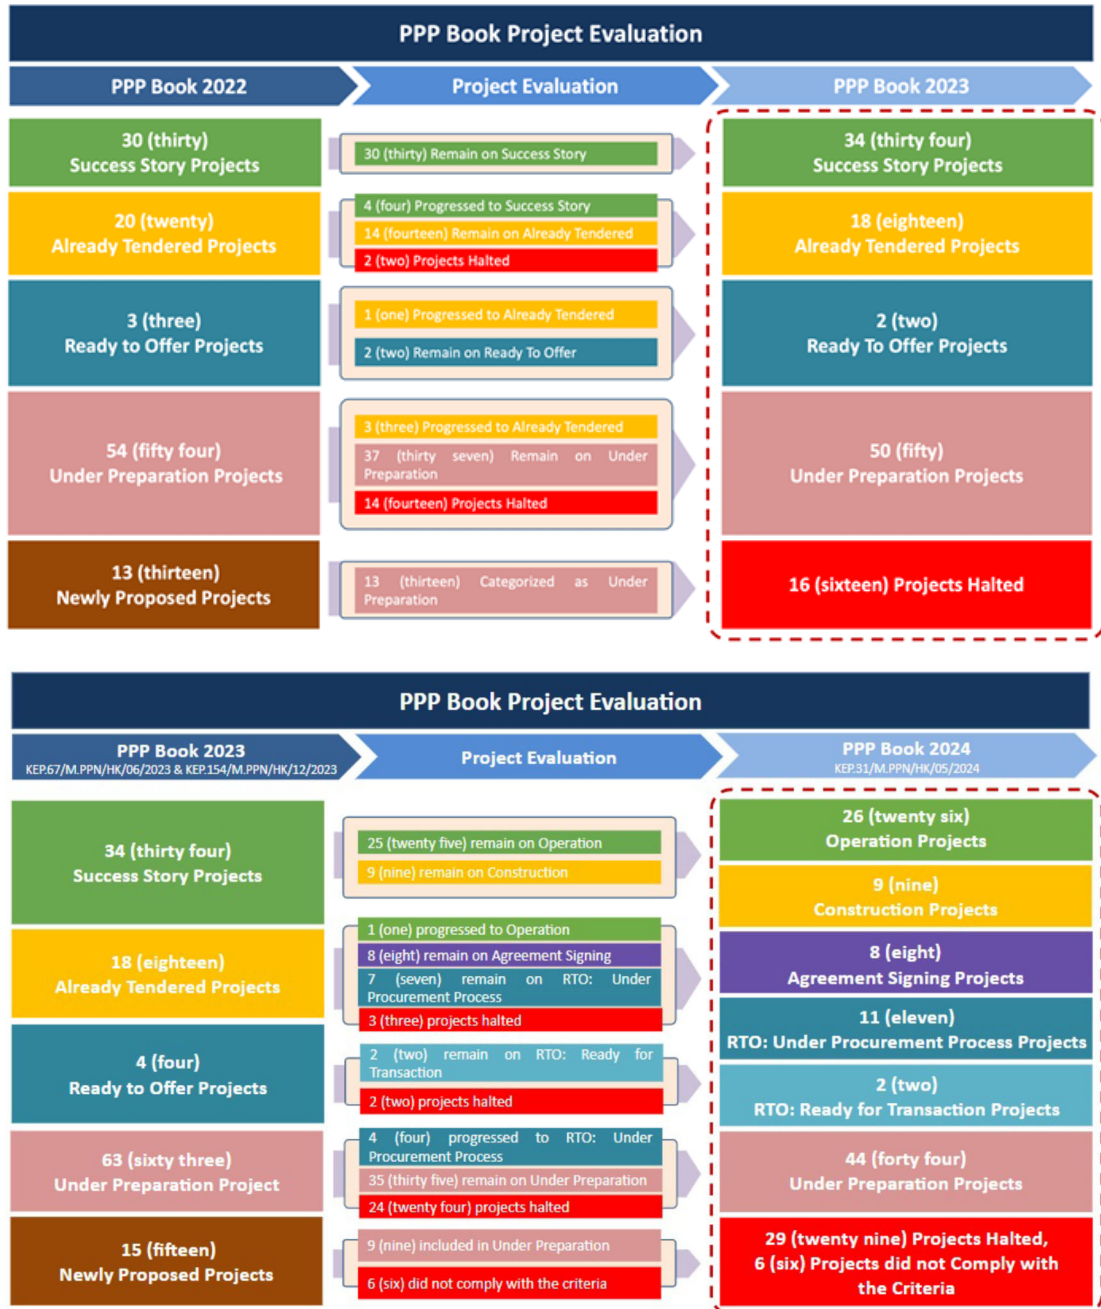 PPP Book Project Evaluation
PPP Book 2022
Project Evaluation
PPP Book 2023
30 (thirty)
Success Story Projects
30 (thirty) Remain on Success Story
34 (thirty four)
Success Story Projects
20 (twenty)
Already Tendered Projects
4 (four) Progressed to Success Story
14 (fourteen) Remain on Already Tendered
2 (two) Projects Halted
18 (eighteen)
Already Tendered Projects
3 (three)
Ready to Offer Projects
1 (one) Progressed to Already Tendered
2 (two) Remain on Ready To Offer
2 (two)
Ready To Offer Projects
54 (fifty four)
Under Preparation Projects
3 (three) Progressed to Already Tendered
37 (thirty seven) Remain on Under
Preparation
14 (fourteen) Projects Halted
50 (fifty)
Under Preparation Projects
13 (thirteen)
Newly Proposed Projects
13 (thirteen) Categorized as Under
Preparation
16 (sixteen) Projects Halted
PPP Book Project Evaluation
PPP Book 2023
KEP.67/M.PPN/HK/06/2023 & KEP.154/M.PPN/HK/12/2023
Project Evaluation
PPP Book 2024
KEP.31/M.PPN/HK/05/2024
34 (thirty four)
Success Story Projects
25 (twenty five) remain on Operation
9 (nine) remain on Construction
26 (twenty six)
Operation Projects
9 (nine)
Construction Projects
18 (eighteen)
Already Tendered Projects
1 (one) progressed to Operation
8 (eight) remain on Agreement Signing
7 (seven) remain on RTO: Under
Procurement Process
3 (three) projects halted
8 (eight)
Agreement Signing Projects
11 (eleven)
RTO: Under Procurement Process Projects
4 (four)
Ready to Offer Projects
2 (two) remain on RTO: Ready for
Transaction
2 (two) projects halted
2 (two)
RTO: Ready for Transaction Projects
63 (sixty three)
Under Preparation Project
4 (four) progressed to RTO: Under
Procurement Process
35 (thirty five) remain on Under Preparation
24 (twenty four) projects halted
44 (forty four)
Under Preparation Projects
15 (fifteen)
Newly Proposed Projects
9 (nine) included in Under Preparation
6 (six) did not comply with the criteria
29 (twenty nine) Projects Halted,
6 (six) Projects did not Comply with
the Criteria